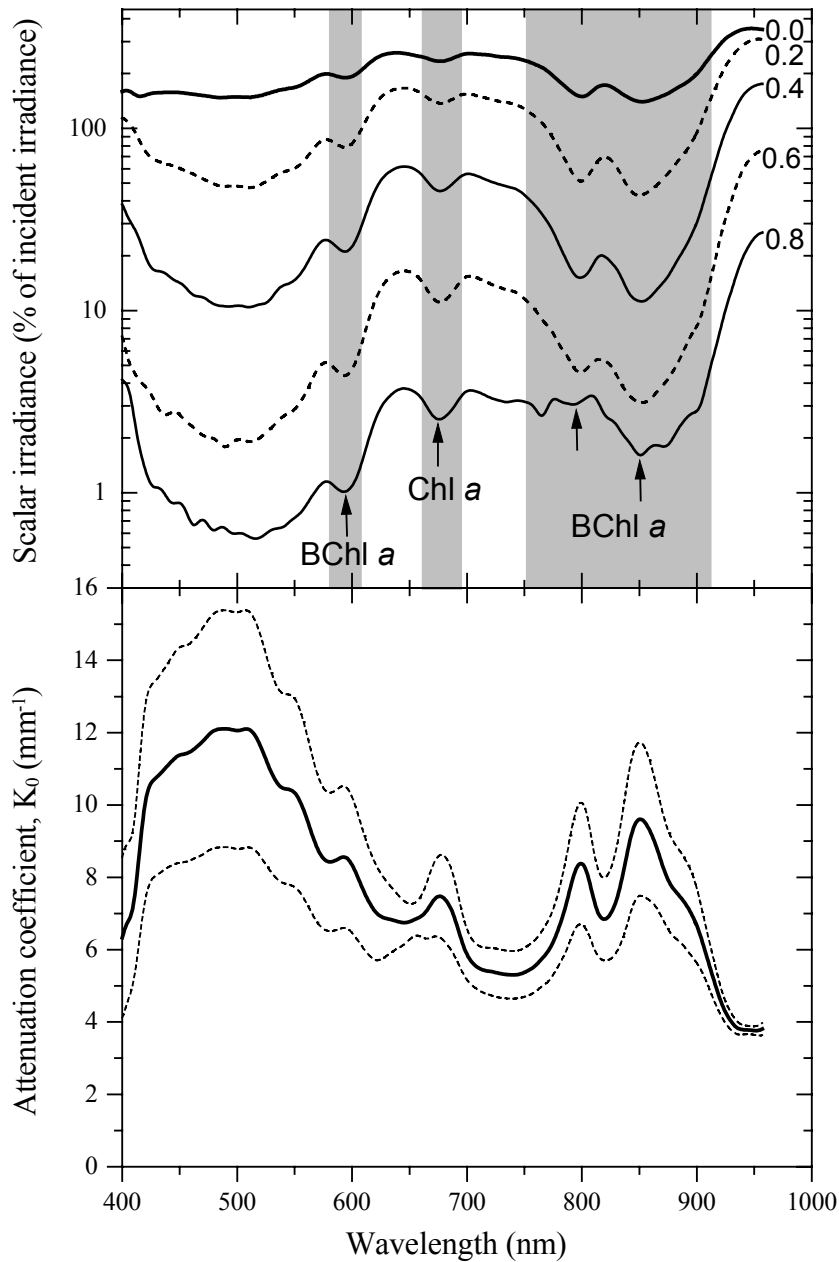 Scalar irradiance (% of incident irradiance)
100
10
1
0.0
0.2
0.4
0.6
0.8
BChl a
Chl a
BChl a
Attenuation coefficient, K₀ (mm⁻¹)
16
14
12
10
8
6
4
2
0
400 500 600 700 800 900 1000
Wavelength (nm)